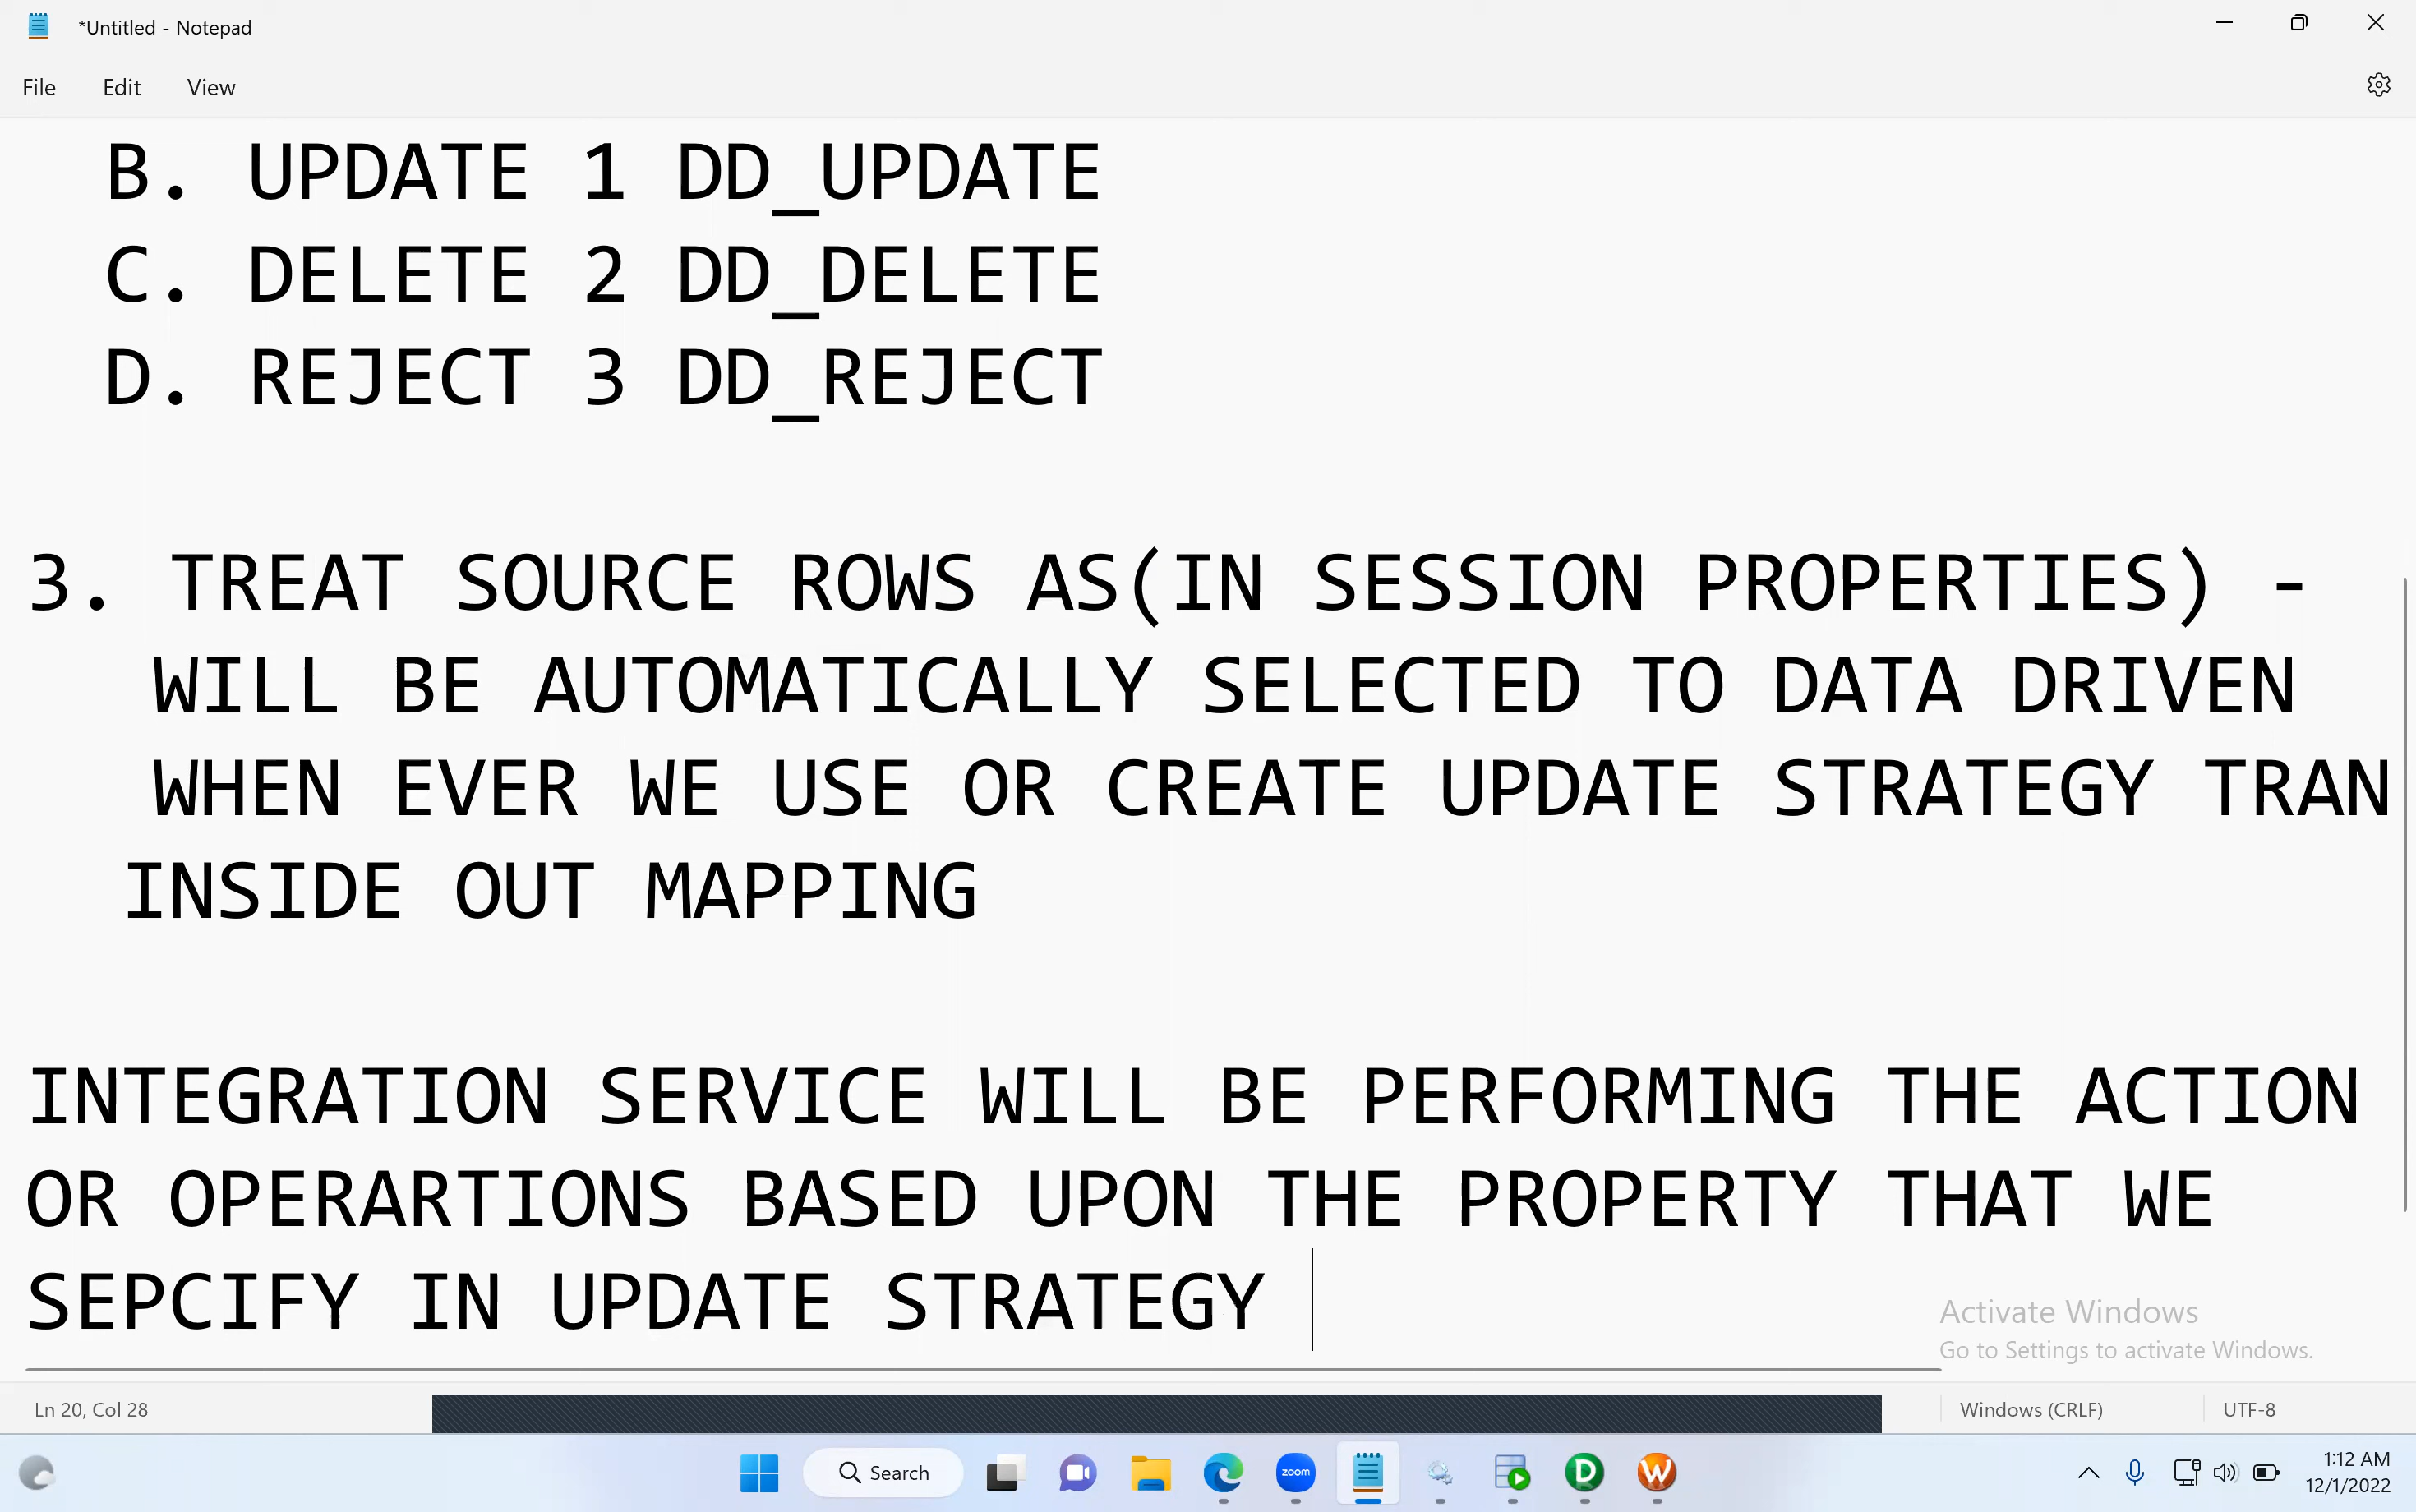 *Untitled - Notepad
File Edit View
B. UPDATE 1 DD_UPDATE
C. DELETE 2 DD_DELETE
D. REJECT 3 DD_REJECT
3. TREAT SOURCE ROWS AS(IN SESSION PROPERTIES) -
WILL BE AUTOMATICALLY SELECTED TO DATA DRIVEN
WHEN EVER WE USE OR CREATE UPDATE STRATEGY TRAN
INSIDE OUT MAPPING
INTEGRATION SERVICE WILL BE PERFORMING THE ACTION
OR OPERARTIONS BASED UPON THE PROPERTY THAT WE
SEPCIFY IN UPDATE STRATEGY
Activate Windows
Go to Settings to activate Windows.
Ln 20, Col 28 Windows (CRLF) UTF-8
Search zoom D W 1:12 AM
12/1/2022